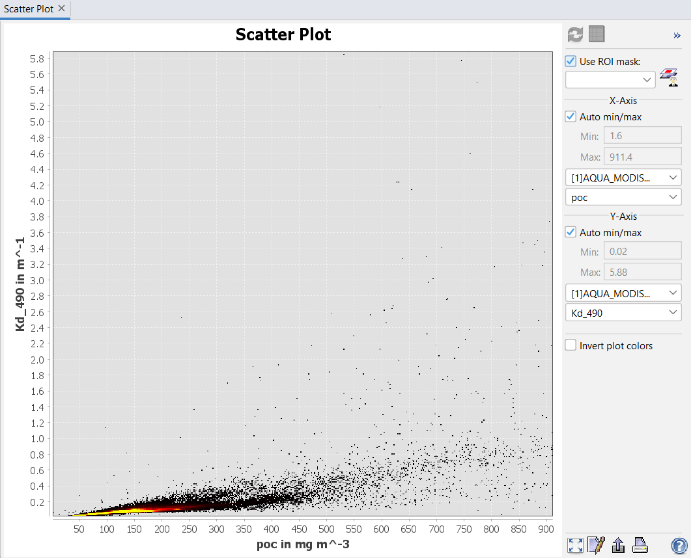 Scatter Plot
Scatter Plot
5.8
5.6
5.4
5.2
5.0
4.8
4.6
4.4
4.2
4.0
3.8
3.6
3.4
3.2
3.0
2.8
2.6
2.4
2.2
2.0
1.8
1.6
1.4
1.2
1.0
0.8
0.6
0.4
0.2
Kd_490 in m^-1
50 100 150 200 250 300 350 400 450 500 550 600 650 700 750 800 850 900
poc in mg m^-3
»
Use ROI mask:
X-Axis
Auto min/max
Min: 1.6
Max: 911.4
[1]AQUA_MODIS...
poc
Y-Axis
Auto min/max
Min: 0.02
Max: 5.88
[1]AQUA_MODIS...
Kd_490
Invert plot colors
?